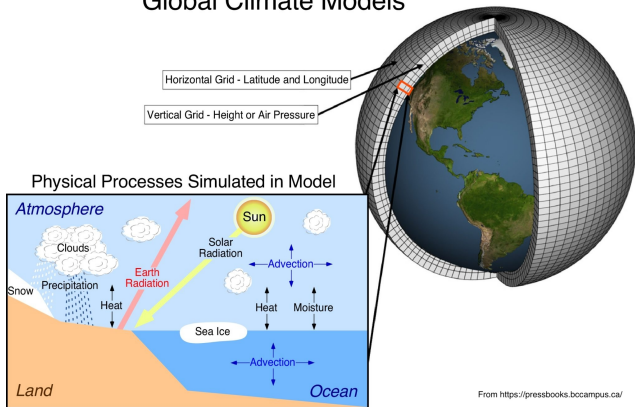 Global Climate Models
Horizontal Grid - Latitude and Longitude
Vertical Grid - Height or Air Pressure
Physical Processes Simulated in Model
Atmosphere
Sun
Clouds
Solar
Radiation
Advection
Earth
Radiation
Precipitation
Snow
Heat
Heat
Moisture
Sea Ice
Advection
Land
Ocean
From https://pressbooks.bccampus.ca/